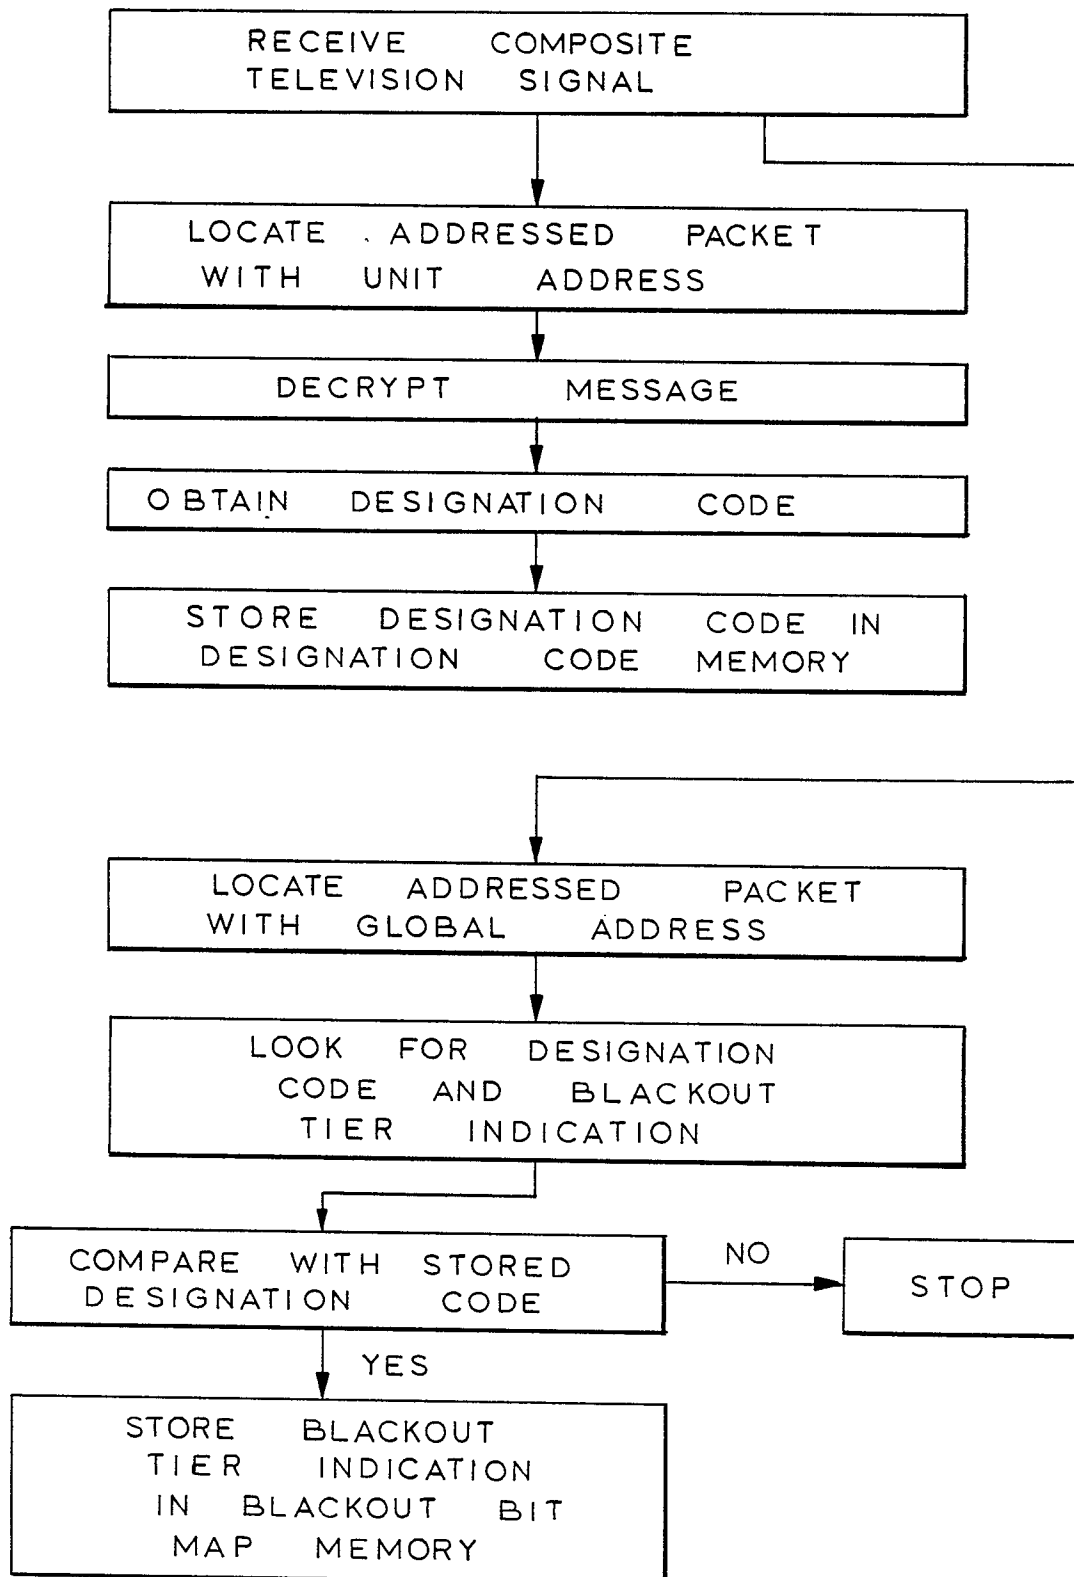 RECEIVE COMPOSITE
TELEVISION SIGNAL
LOCATE ADDRESSED PACKET
WITH UNIT ADDRESS
DECRYPT MESSAGE
OBTAIN DESIGNATION CODE
STORE DESIGNATION CODE IN
DESIGNATION CODE MEMORY
LOCATE ADDRESSED PACKET
WITH GLOBAL ADDRESS
LOOK FOR DESIGNATION
CODE AND BLACKOUT
TIER INDICATION
COMPARE WITH STORED
DESIGNATION CODE
NO
STOP
YES
STORE BLACKOUT
TIER INDICATION
IN BLACKOUT BIT
MAP MEMORY